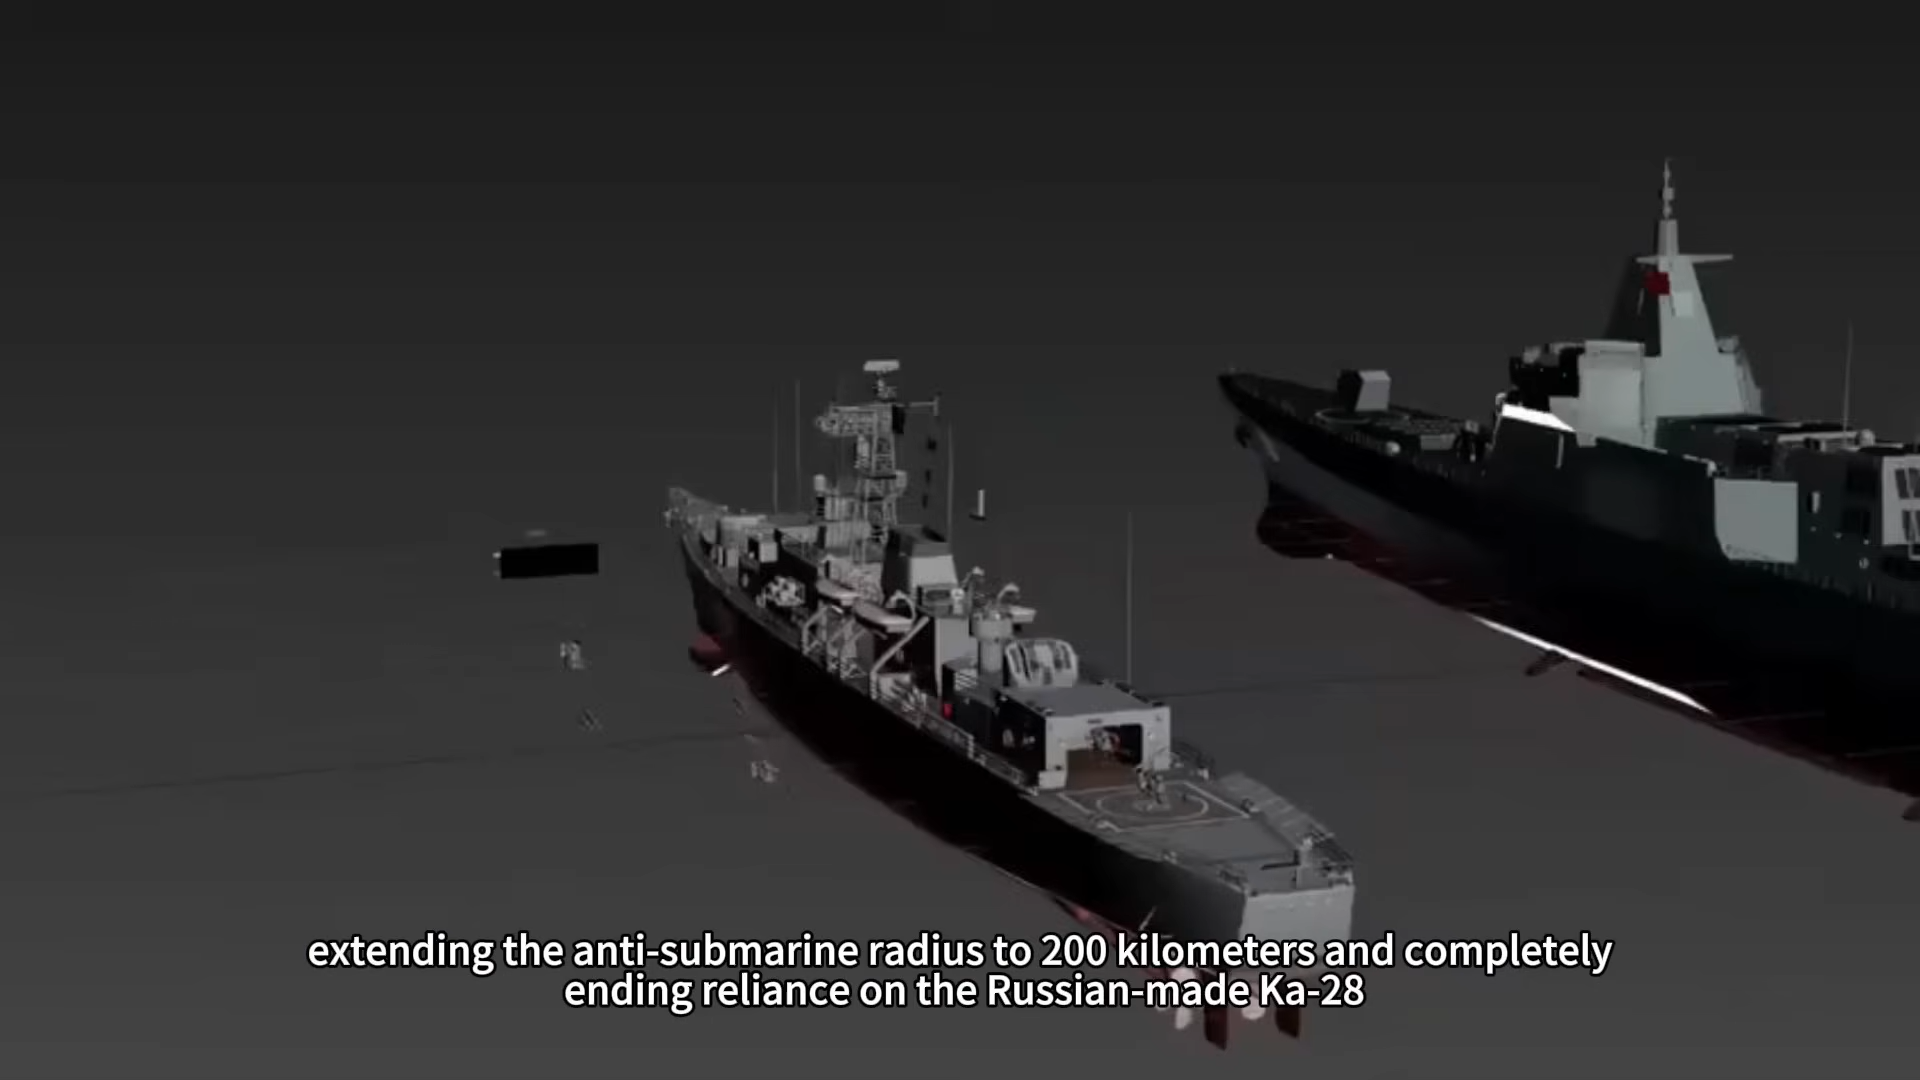 extending the anti-submarine radius to 200 kilometers and completely
ending reliance on the Russian-made Ka-28